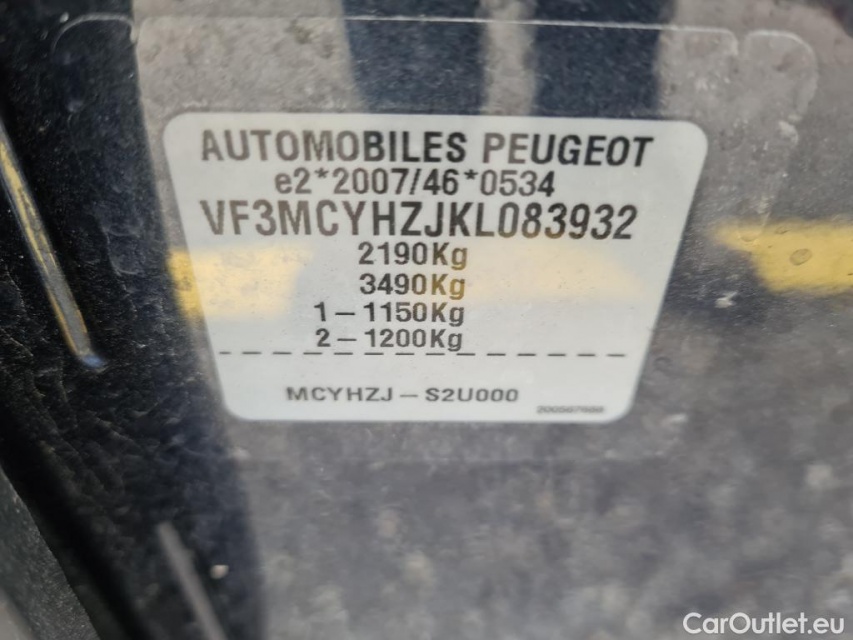 AUTOMOBILES PEUGEOT
e2*2007/46*0534
VF3MCYHZJKL083932
2190Kg
3490Kg
1-1150Kg
2-1200Kg
MCYHZJ-S2U000
CarOutlet.eu